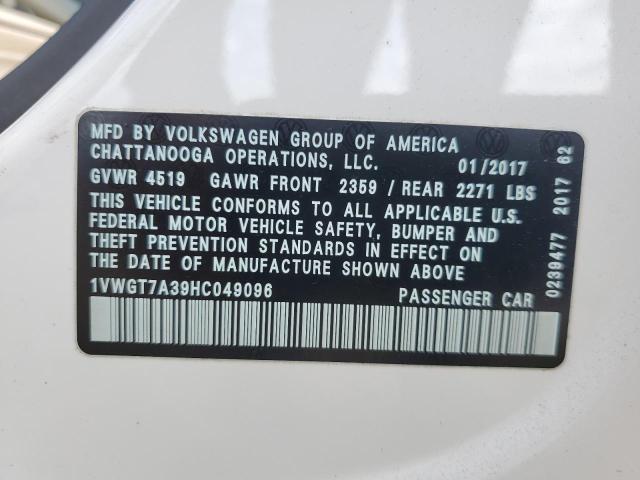 MFD BY VOLKSWAGEN GROUP OF AMERICA
CHATTANOOGA OPERATIONS, LLC. 01/2017
GVWR 4519 GAWR FRONT 2359 / REAR 2271 LBS
THIS VEHICLE CONFORMS TO ALL APPLICABLE U.S.
FEDERAL MOTOR VEHICLE SAFETY, BUMPER AND
THEFT PREVENTION STANDARDS IN EFFECT ON
THE DATE OF MANUFACTURE SHOWN ABOVE
1VWGT7A39HC049096 PASSENGER CAR
0239477 2017 62